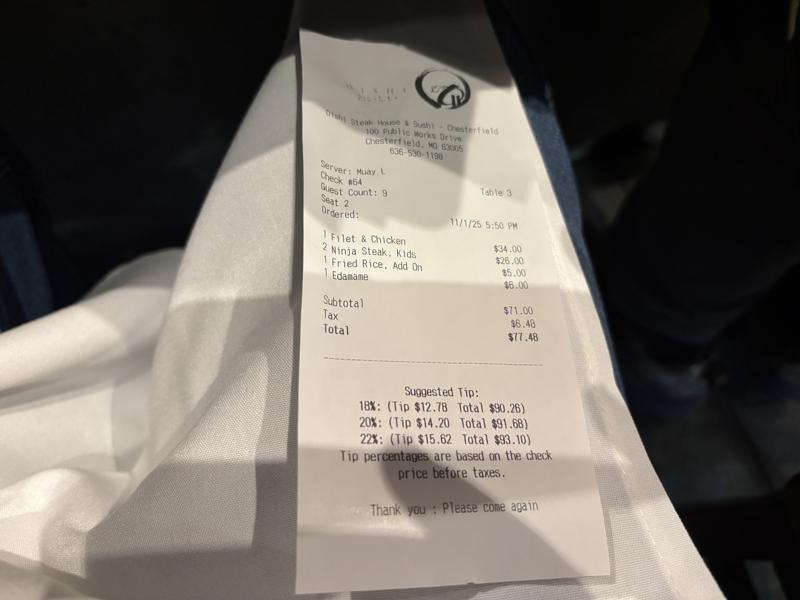 Oishi Steak House & Sushi - Chesterfield
100 Public Works Drive
Chesterfield, MO 63005
636-530-1198
Server: Muay L
Check #64 Table 3
Guest Count: 9
Seat 2
Ordered: 11/1/25 5:50 PM
1 Filet & Chicken $34.00
2 Ninja Steak, Kids $26.00
1 Fried Rice, Add On $5.00
1 Edamame $6.00
Subtotal $71.00
Tax $6.48
Total $77.48
Suggested Tip:
18%: (Tip $12.78 Total $90.26)
20%: (Tip $14.20 Total $91.68)
22%: (Tip $15.62 Total $93.10)
Tip percentages are based on the check
price before taxes.
Thank you : Please come again